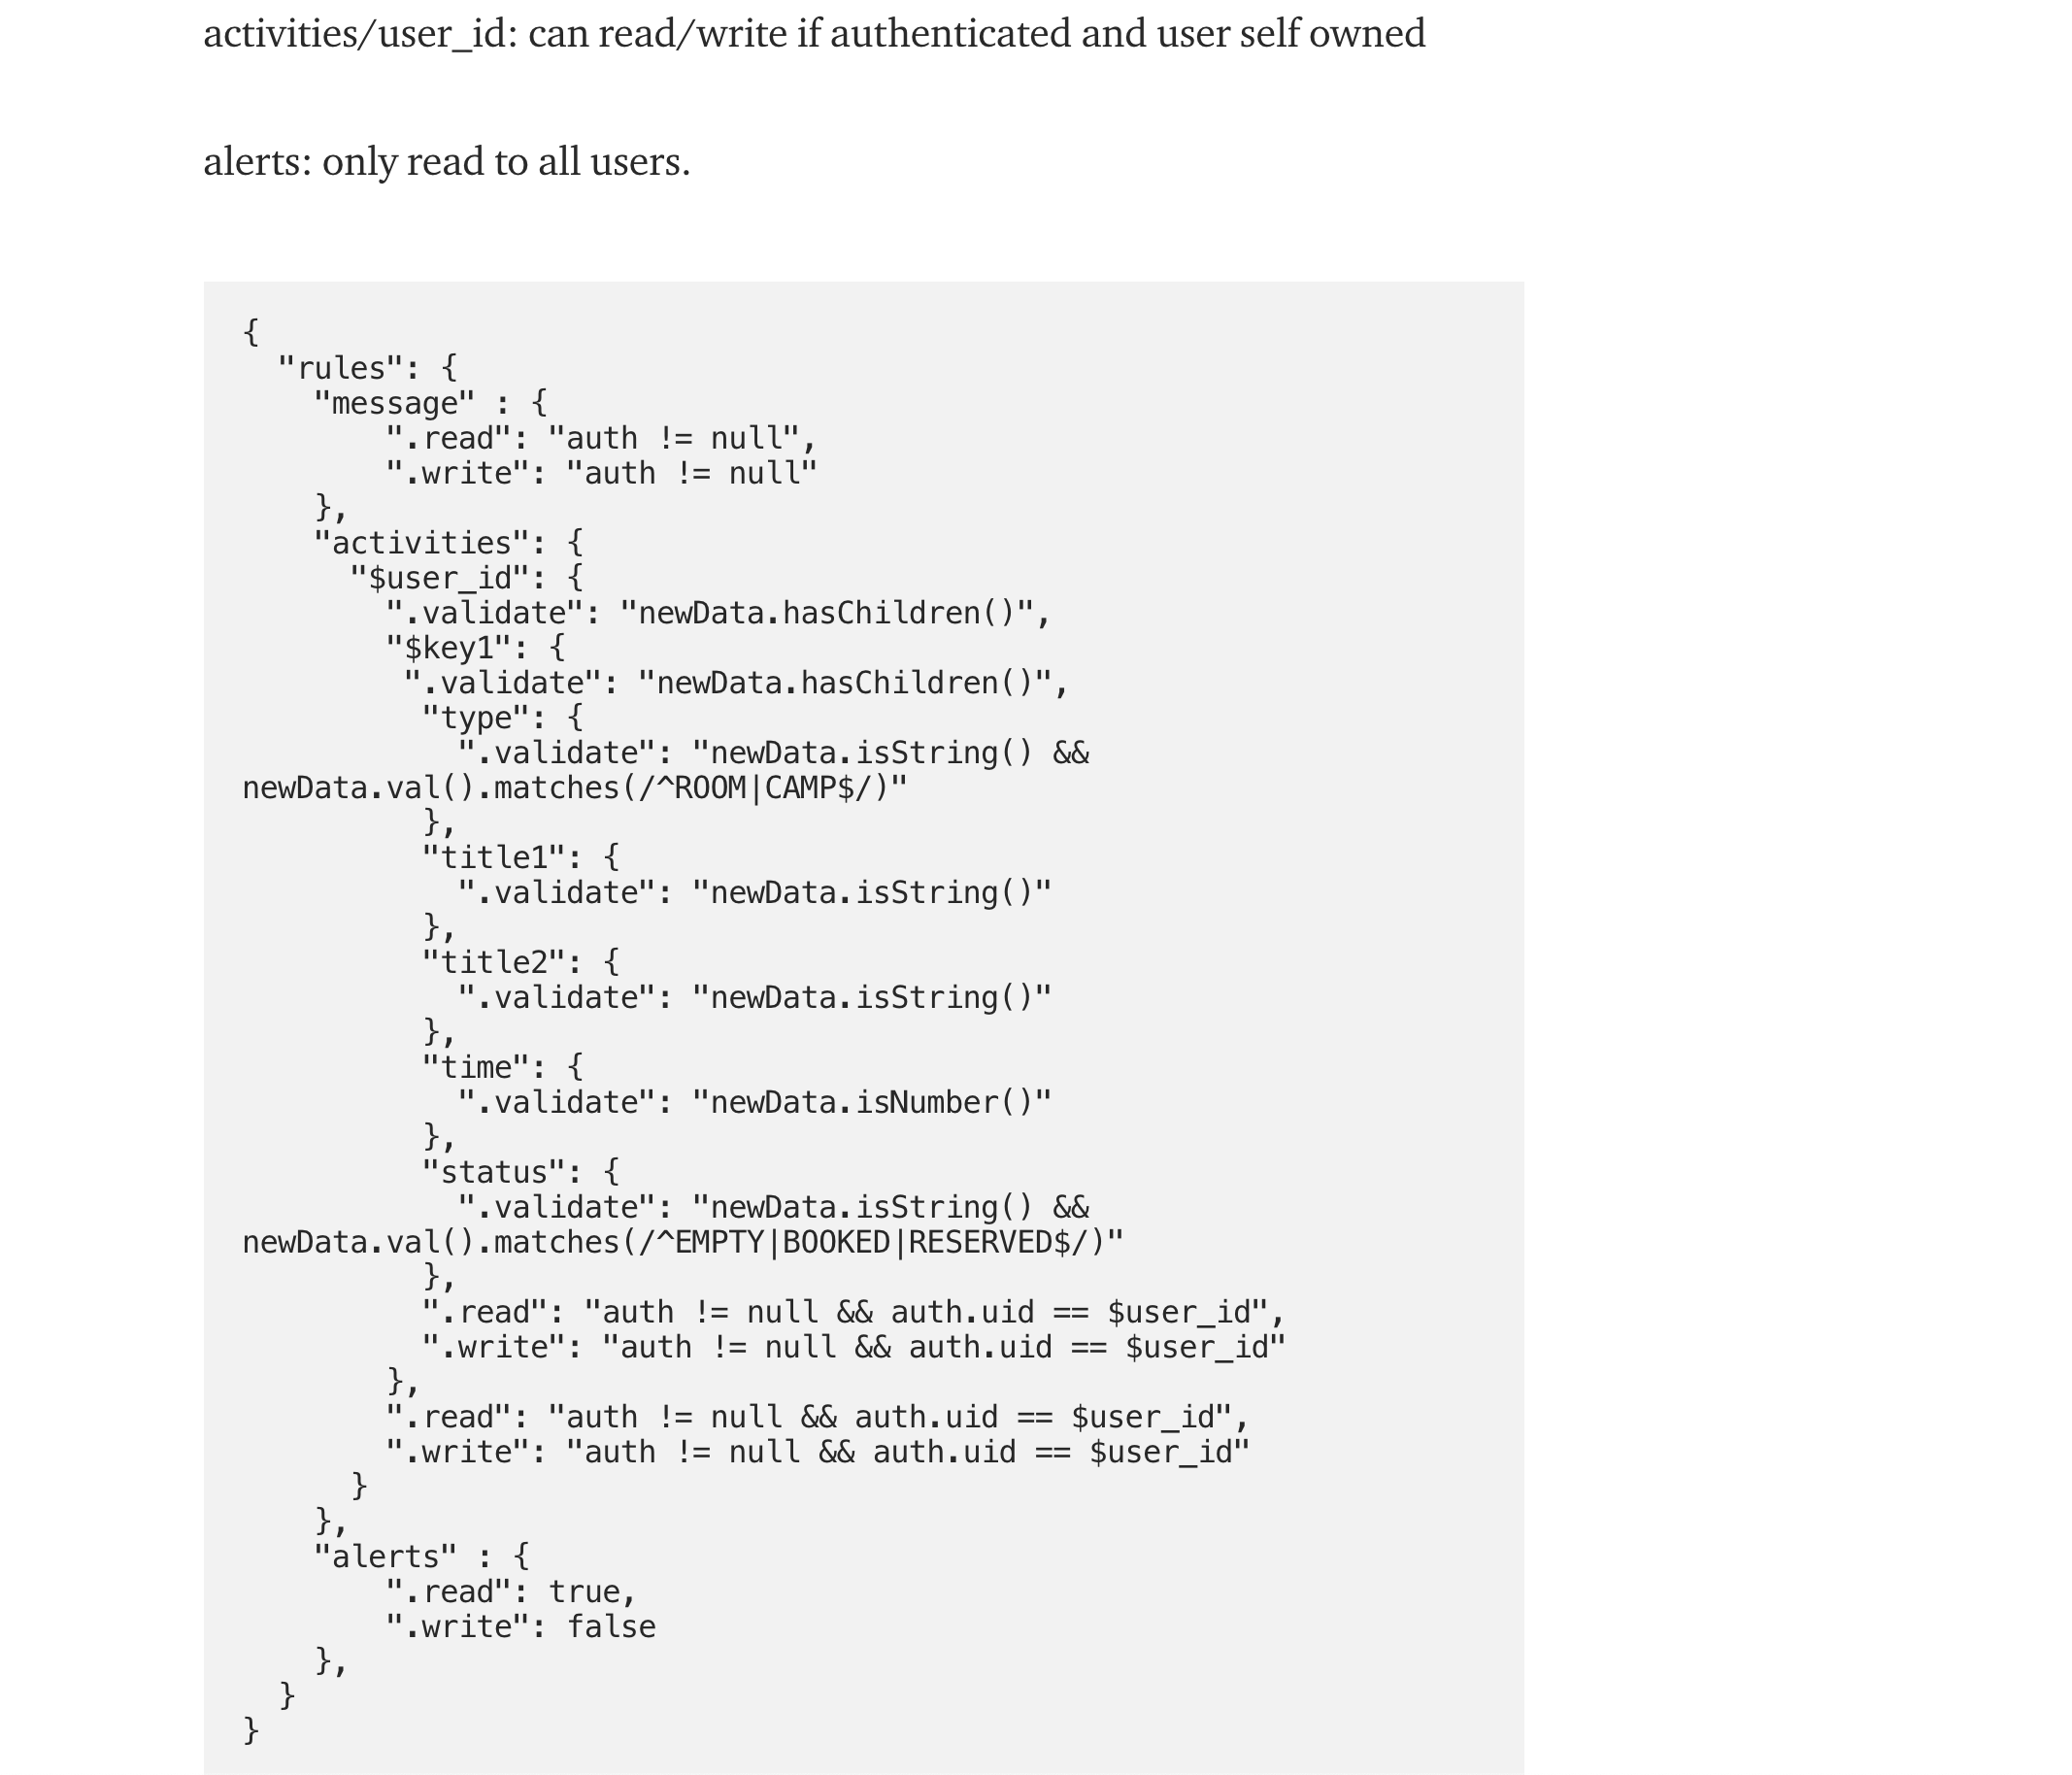 activities/user_id: can read/write if authenticated and user self owned
alerts: only read to all users.
{
  "rules": {
    "message" : {
        ".read": "auth != null",
        ".write": "auth != null"
    },
    "activities": {
      "$user_id": {
        ".validate": "newData.hasChildren()",
        "$key1": {
         ".validate": "newData.hasChildren()",
          "type": {
            ".validate": "newData.isString() &&
newData.val().matches(/^ROOM|CAMP$/)"
          },
          "title1": {
            ".validate": "newData.isString()"
          },
          "title2": {
            ".validate": "newData.isString()"
          },
          "time": {
            ".validate": "newData.isNumber()"
          },
          "status": {
            ".validate": "newData.isString() &&
newData.val().matches(/^EMPTY|BOOKED|RESERVED$/)"
          },
          ".read": "auth != null && auth.uid == $user_id",
          ".write": "auth != null && auth.uid == $user_id"
        },
        ".read": "auth != null && auth.uid == $user_id",
        ".write": "auth != null && auth.uid == $user_id"
      }
    },
    "alerts" : {
        ".read": true,
        ".write": false
    },
  }
}